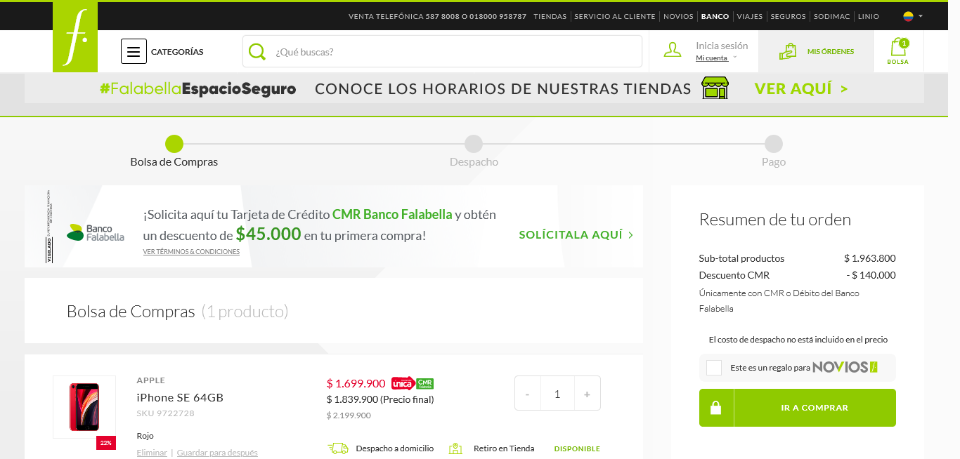 VENTA TELEFÓNICA 587 8008 O 018000 958787 TIENDAS SERVICIO AL CLIENTE NOVIOS BANCO VIAJES SEGUROS SODIMAC LINIO
f.
CATEGORÍAS
¿Qué buscas?
Inicia sesión
Mi cuenta
MIS ÓRDENES
1
BOLSA
#FalabellaEspacioSeguro CONOCE LOS HORARIOS DE NUESTRAS TIENDAS VER AQUÍ >
Bolsa de Compras Despacho Pago
VIGILADO
Banco
Falabella
¡Solicita aquí tu Tarjeta de Crédito CMR Banco Falabella y obtén
un descuento de $45.000 en tu primera compra!
VER TÉRMINOS & CONDICIONES
SOLÍCITALA AQUÍ >
Bolsa de Compras (1 producto)
APPLE
iPhone SE 64GB
SKU 9722728
Rojo
Eliminar | Guardar para después
22%
$ 1.699.900 única CMR
$ 1.839.900 (Precio final)
$ 2.199.900
- 1 +
Despacho a domicilio Retiro en Tienda DISPONIBLE
Resumen de tu orden
Sub-total productos $ 1.963.800
Descuento CMR - $ 140.000
Únicamente con CMR o Débito del Banco
Falabella
El costo de despacho no está incluido en el precio
Este es un regalo para NOVIOS f.
IR A COMPRAR